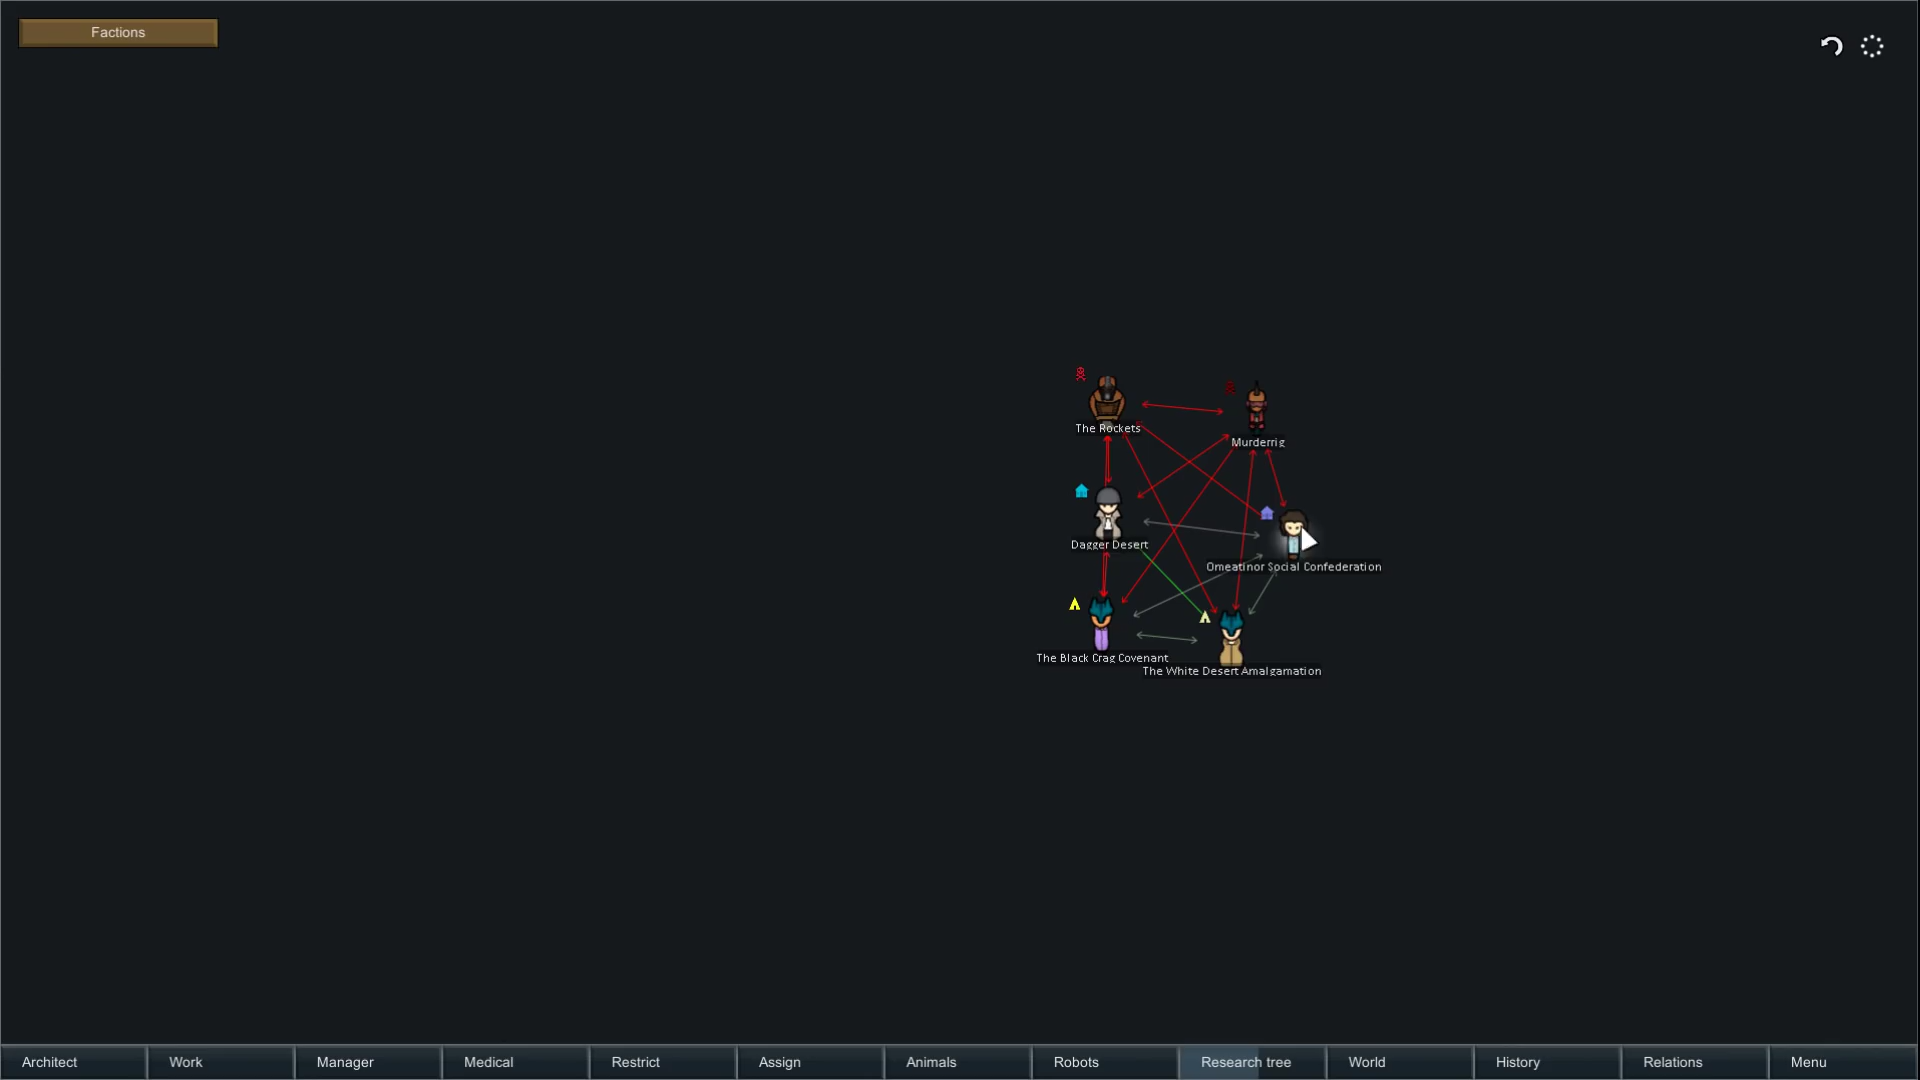 Factions
The Rockets
Murderrig
Dagger Desert
Omeatinor Social Confederation
The Black Crag Covenant
The White Desert Amalgamation
Architect
Work
Manager
Medical
Restrict
Assign
Animals
Robots
Research tree
World
History
Relations
Menu